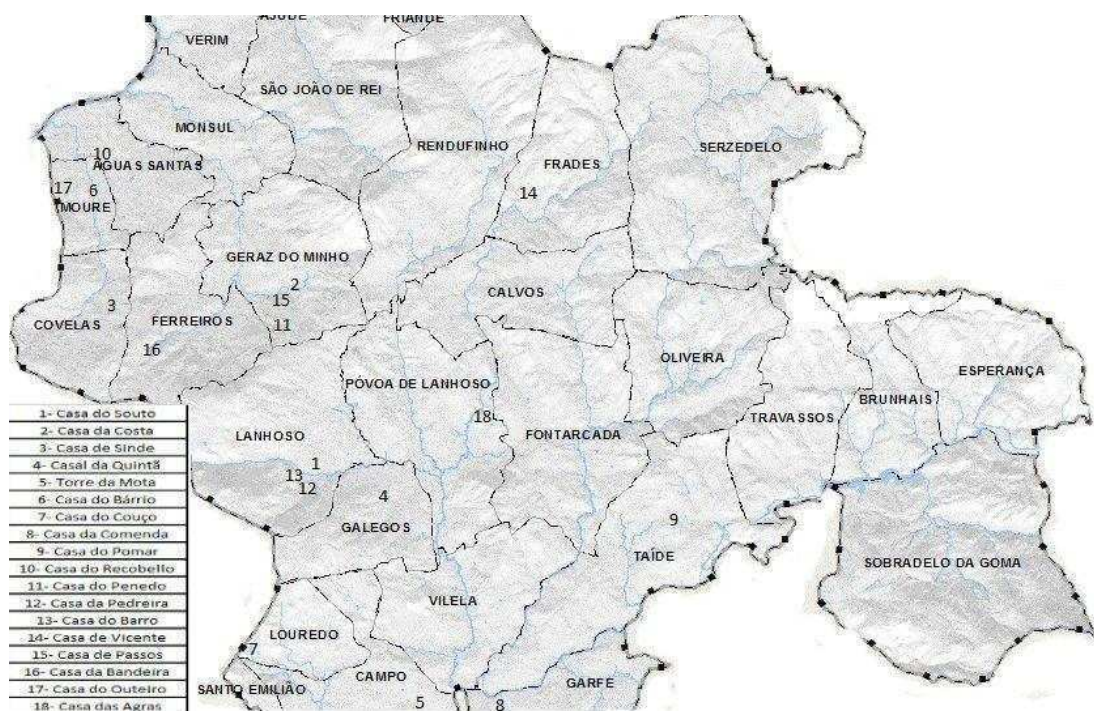 AJUDE
FRIANDE
VERIM
SÃO JOÃO DE REI
MONSUL
RENDUFINHO
SERZEDELO
10
ÁGUAS SANTAS
FRADES
17
6
14
MOURE
GERAZ DO MINHO
2
CALVOS
15
3
COVELAS
FERREIROS
11
16
OLIVEIRA
ESPERANÇA
PÓVOA DE LANHOSO
BRUNHAIS
18
TRAVASSOS
LANHOSO
FONTARCADA
1
13
12
4
GALEGOS
9
TAÍDE
SOBRADELO DA GOMA
VILELA
LOUREDO
7
CAMPO
SANTO EMILIÃO
GARFE
5
8
1- Casa do Souto
2- Casa da Costa
3- Casa de Sinde
4- Casal da Quintã
5- Torre da Mota
6- Casa do Bárrio
7- Casa do Couço
8- Casa da Comenda
9- Casa do Pomar
10- Casa do Recobello
11- Casa do Penedo
12- Casa da Pedreira
13- Casa do Barro
14- Casa de Vicente
15- Casa de Passos
16- Casa da Bandeira
17- Casa do Outeiro
18- Casa das Agras